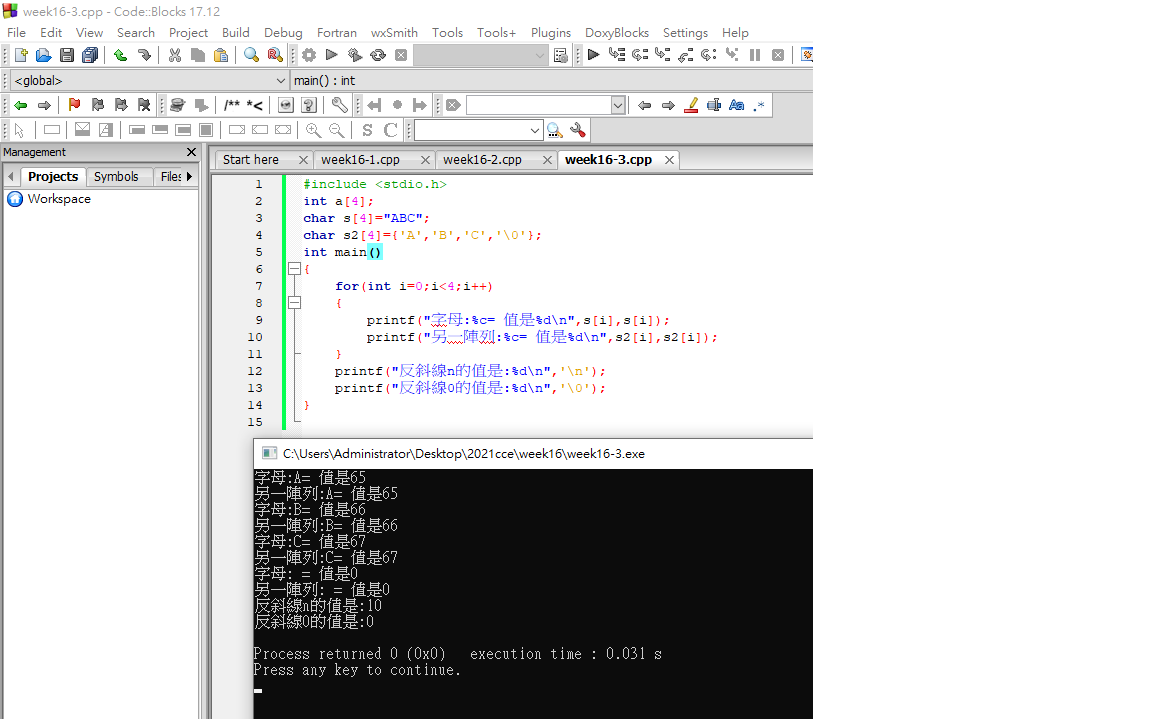 week16-3.cpp - Code::Blocks 17.12
File Edit View Search Project Build Debug Fortran wxSmith Tools Tools+ Plugins DoxyBlocks Settings Help
<global> main() : int
/** *<
Aa .*
S C
Management
Start here week16-1.cpp week16-2.cpp week16-3.cpp
Projects Symbols Files
Workspace
1 #include <stdio.h>
2 int a[4];
3 char s[4]="ABC";
4 char s2[4]={'A','B','C','\0'};
5 int main()
6 {
7 for(int i=0;i<4;i++)
8 {
9 printf("字母:%c= 值是%d\n",s[i],s[i]);
10 printf("另一陣列:%c= 值是%d\n",s2[i],s2[i]);
11 }
12 printf("反斜線n的值是:%d\n",'\n');
13 printf("反斜線0的值是:%d\n",'\0');
14 }
15
C:\Users\Administrator\Desktop\2021cce\week16\week16-3.exe
字母:A= 值是65
另一陣列:A= 值是65
字母:B= 值是66
另一陣列:B= 值是66
字母:C= 值是67
另一陣列:C= 值是67
字母: = 值是0
另一陣列: = 值是0
反斜線n的值是:10
反斜線0的值是:0
Process returned 0 (0x0) execution time : 0.031 s
Press any key to continue.